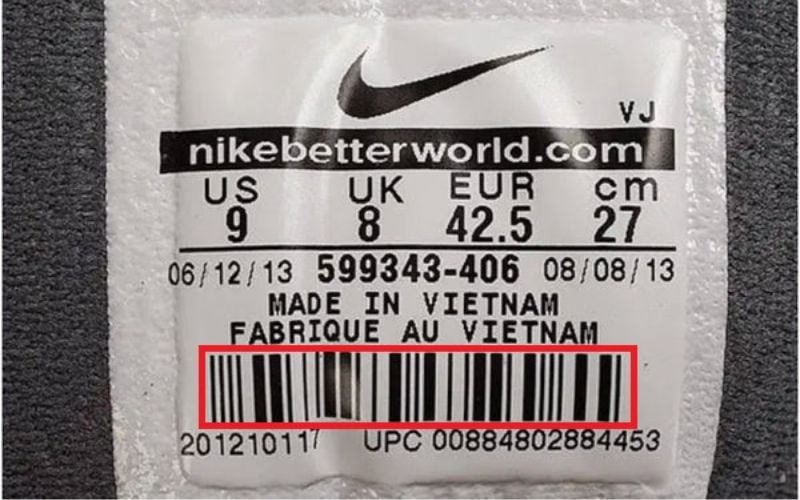 VJ
nikebetterworld.com
US UK EUR cm
9 8 42.5 27
06/12/13 599343-406 08/08/13
MADE IN VIETNAM
FABRIQUE AU VIETNAM
2012101117 UPC 00884802884453